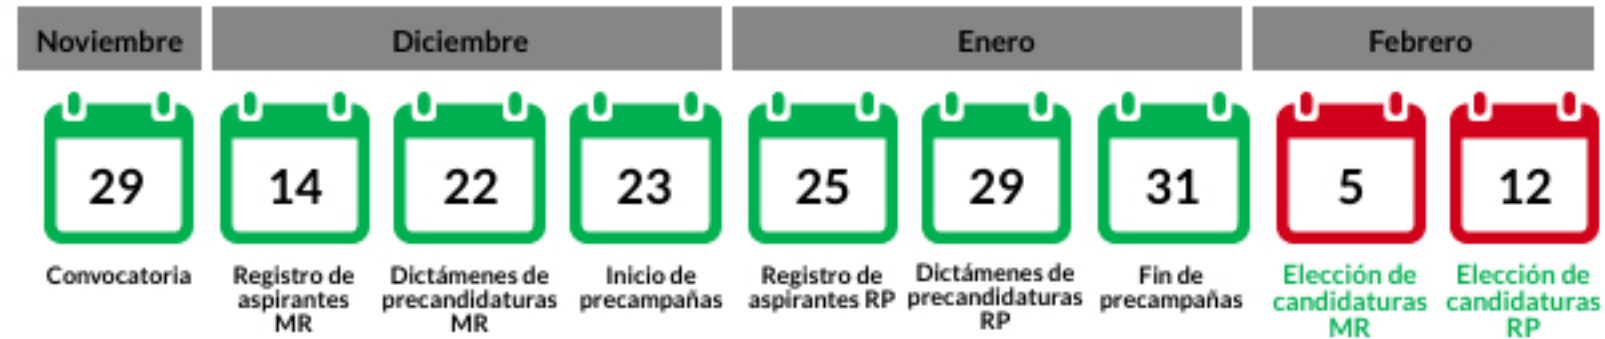 Noviembre
Diciembre
Enero
Febrero
29
14
22
23
25
29
31
5
12
Convocatoria
Registro de
aspirantes
MR
Dictámenes de
precandidaturas
MR
Inicio de
precampañas
Registro de
aspirantes RP
Dictámenes de
precandidaturas
RP
Fin de
precampañas
Elección de
candidaturas
MR
Elección de
candidaturas
RP